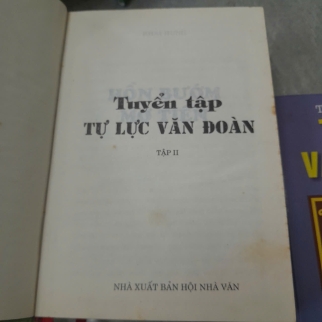 Tuyển tập
TỰ LỰC VĂN ĐOÀN
TẬP II
NHÀ XUẤT BẢN HỘI NHÀ VĂN